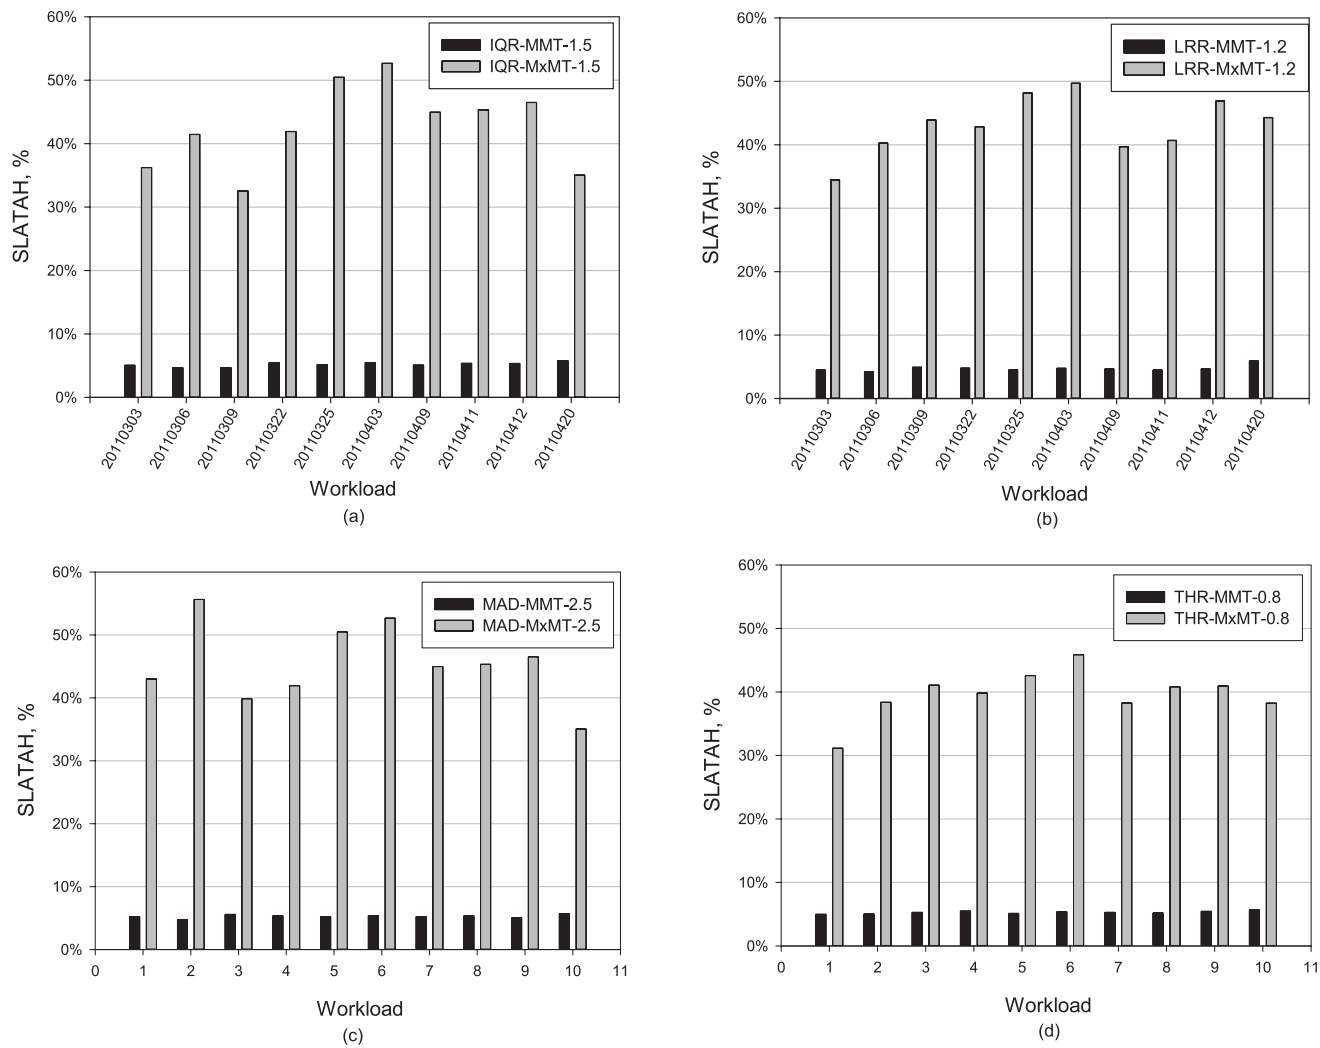 60%
50%
40%
30%
20%
10%
0%
SLATAH, %
IQR-MMT-1.5
IQR-MxMT-1.5
20110303
20110306
20110309
20110322
20110325
20110403
20110409
20110411
20110412
20110420
Workload
(a)
60%
50%
40%
30%
20%
10%
0%
SLATAH, %
LRR-MMT-1.2
LRR-MxMT-1.2
20110303
20110306
20110309
20110322
20110325
20110403
20110409
20110411
20110412
20110420
Workload
(b)
60%
50%
40%
30%
20%
10%
0%
SLATAH, %
MAD-MMT-2.5
MAD-MxMT-2.5
0 1 2 3 4 5 6 7 8 9 10 11
Workload
(c)
60%
50%
40%
30%
20%
10%
0%
SLATAH, %
THR-MMT-0.8
THR-MxMT-0.8
0 1 2 3 4 5 6 7 8 9 10 11
Workload
(d)